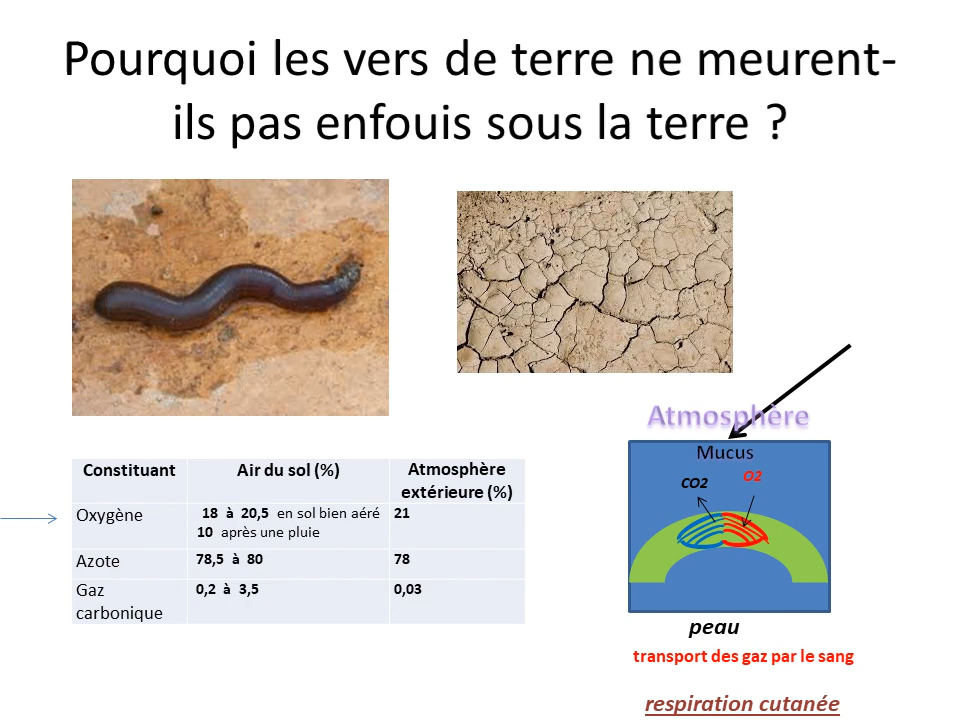 Pourquoi les vers de terre ne meurent-
ils pas enfouis sous la terre ?
Constituant
Air du sol (%)
Atmosphère
extérieure (%)
Oxygène
18 à 20,5 en sol bien aéré
10 après une pluie
21
Azote
78,5 à 80
78
Gaz
carbonique
0,2 à 3,5
0,03
Atmosphère
Mucus
CO2
O2
peau
transport des gaz par le sang
respiration cutanée